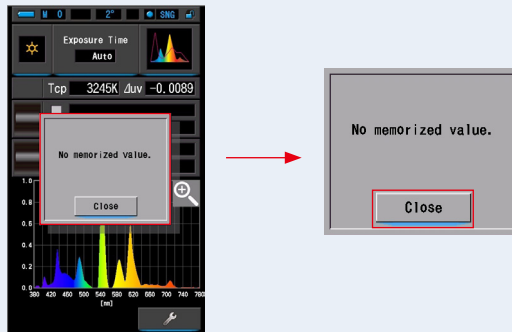 M 0 2° SNG
Exposure Time
Auto
Tcp 3245K ⊿uv -0.0089
No memorized value.
Close
1.0
0.8
0.6
0.4
0.2
0.0
380 420 460 500 540 580 620 660 700 740 780
[nm]
No memorized value.
Close